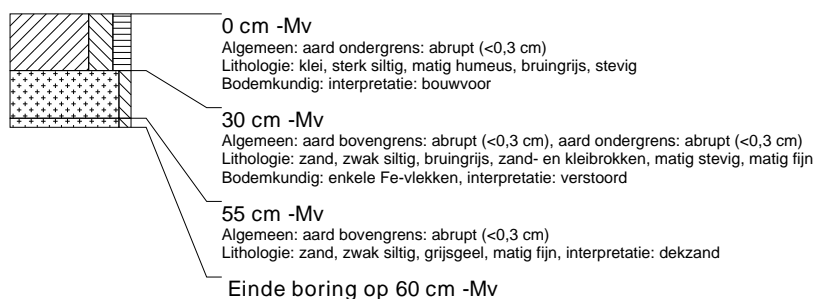 0 cm -Mv
Algemeen: aard ondergrens: abrupt (<0,3 cm)
Lithologie: klei, sterk siltig, matig humeus, bruingrijs, stevig
Bodemkundig: interpretatie: bouwvoor
30 cm -Mv
Algemeen: aard bovengrens: abrupt (<0,3 cm), aard ondergrens: abrupt (<0,3 cm)
Lithologie: zand, zwak siltig, bruingrijs, zand- en kleibrokken, matig stevig, matig fijn
Bodemkundig: enkele Fe-vlekken, interpretatie: verstoord
55 cm -Mv
Algemeen: aard bovengrens: abrupt (<0,3 cm)
Lithologie: zand, zwak siltig, grijsgeel, matig fijn, interpretatie: dekzand
Einde boring op 60 cm -Mv